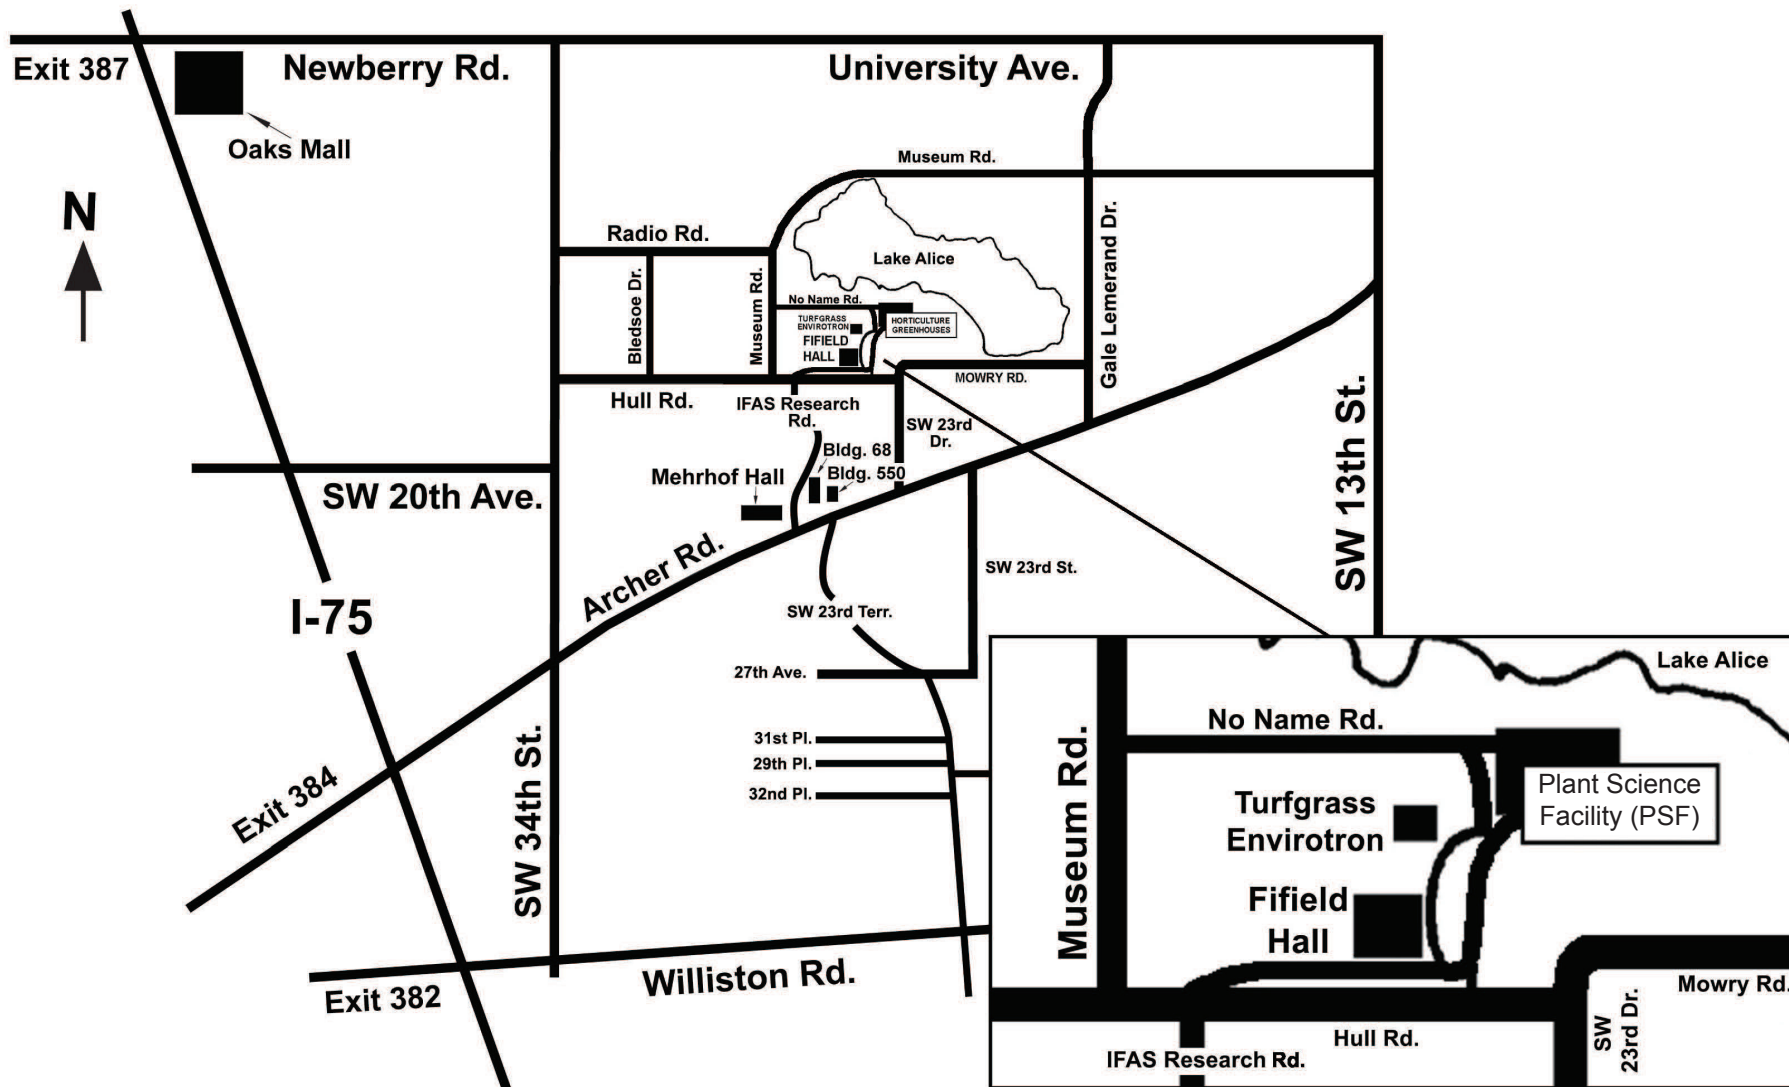 Exit 387
Newberry Rd.
University Ave.
Oaks Mall
N
Museum Rd.
Radio Rd.
Lake Alice
Gale Lemerand Dr.
Bledsoe Dr.
Museum Rd.
No Name Rd.
TURFGRASS
ENVIROTRON
HORTICULTURE
GREENHOUSES
FIFIELD
HALL
MOWRY RD.
Hull Rd.
IFAS Research
Rd.
SW 23rd
Dr.
SW 13th St.
Bldg. 68
Bldg. 550
Mehrhof Hall
SW 20th Ave.
Archer Rd.
SW 23rd St.
I-75
SW 23rd Terr.
27th Ave.
31st Pl.
29th Pl.
32nd Pl.
Exit 384
SW 34th St.
Williston Rd.
Exit 382
Lake Alice
No Name Rd.
Museum Rd.
Plant Science
Facility (PSF)
Turfgrass
Envirotron
Fifield
Hall
Mowry Rd.
Hull Rd.
SW
23rd Dr.
IFAS Research Rd.